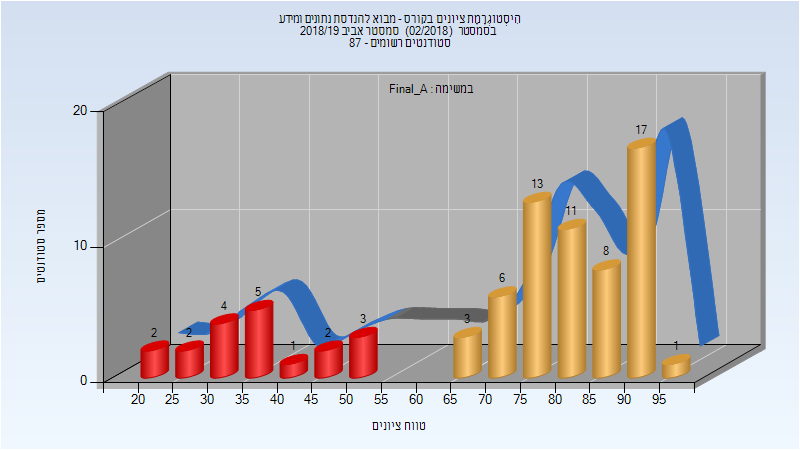 הִיסְטוֹגְרָמַת ציונים בקורס - מבוא להנדסת נתונים ומידע
בסמסטר (02/2018) סמסטר אביב 2018/19
סטודנטים רשומים - 87
במשימה : Final_A
מספר סטודנטים
20
10
0
2 2 4 5 1 2 3 3 6 13 11 8 17 1
20 25 30 35 40 45 50 55 60 65 70 75 80 85 90 95
טווח ציונים